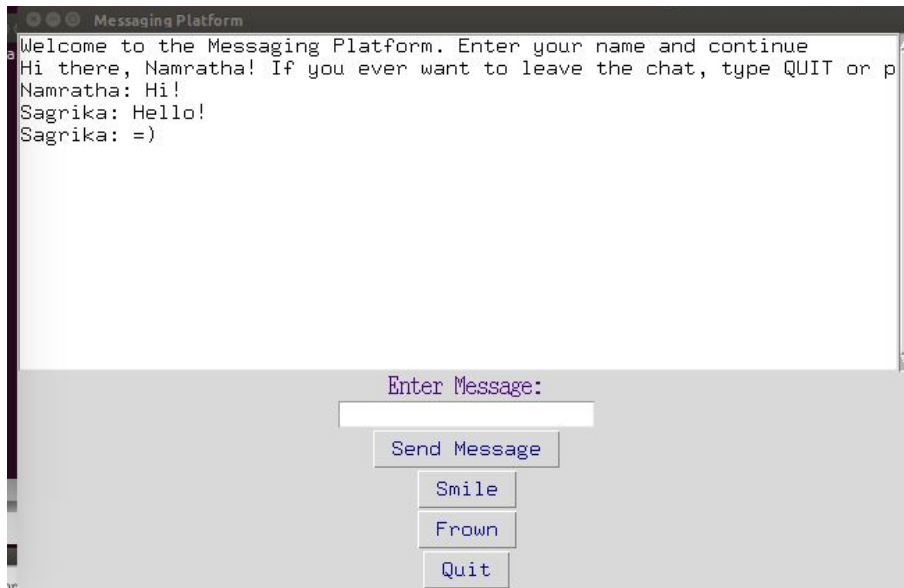 Messaging Platform
Welcome to the Messaging Platform. Enter your name and continue
Hi there, Namratha! If you ever want to leave the chat, type QUIT or p
Namratha: Hi!
Sagrika: Hello!
Sagrika: =)
Enter Message:
Send Message
Smile
Frown
Quit